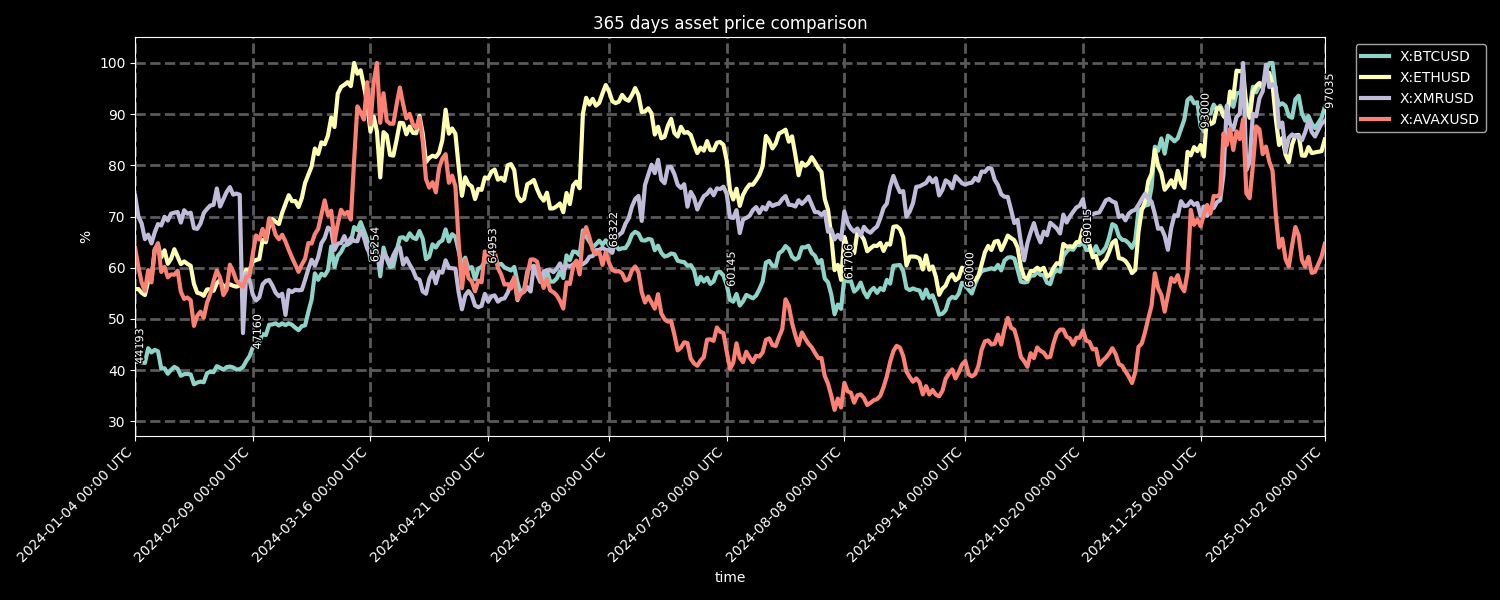 365 days asset price comparison
X:BTCUSD
X:ETHUSD
X:XMRUSD
X:AVAXUSD
%
100
90
80
70
60
50
40
30
44193
47160
65254
64953
68322
60145
61706
60000
69015
93000
97035
2024-01-04 00:00 UTC
2024-02-09 00:00 UTC
2024-03-16 00:00 UTC
2024-04-21 00:00 UTC
2024-05-28 00:00 UTC
2024-07-03 00:00 UTC
2024-08-08 00:00 UTC
2024-09-14 00:00 UTC
2024-10-20 00:00 UTC
2024-11-25 00:00 UTC
2025-01-02 00:00 UTC
time